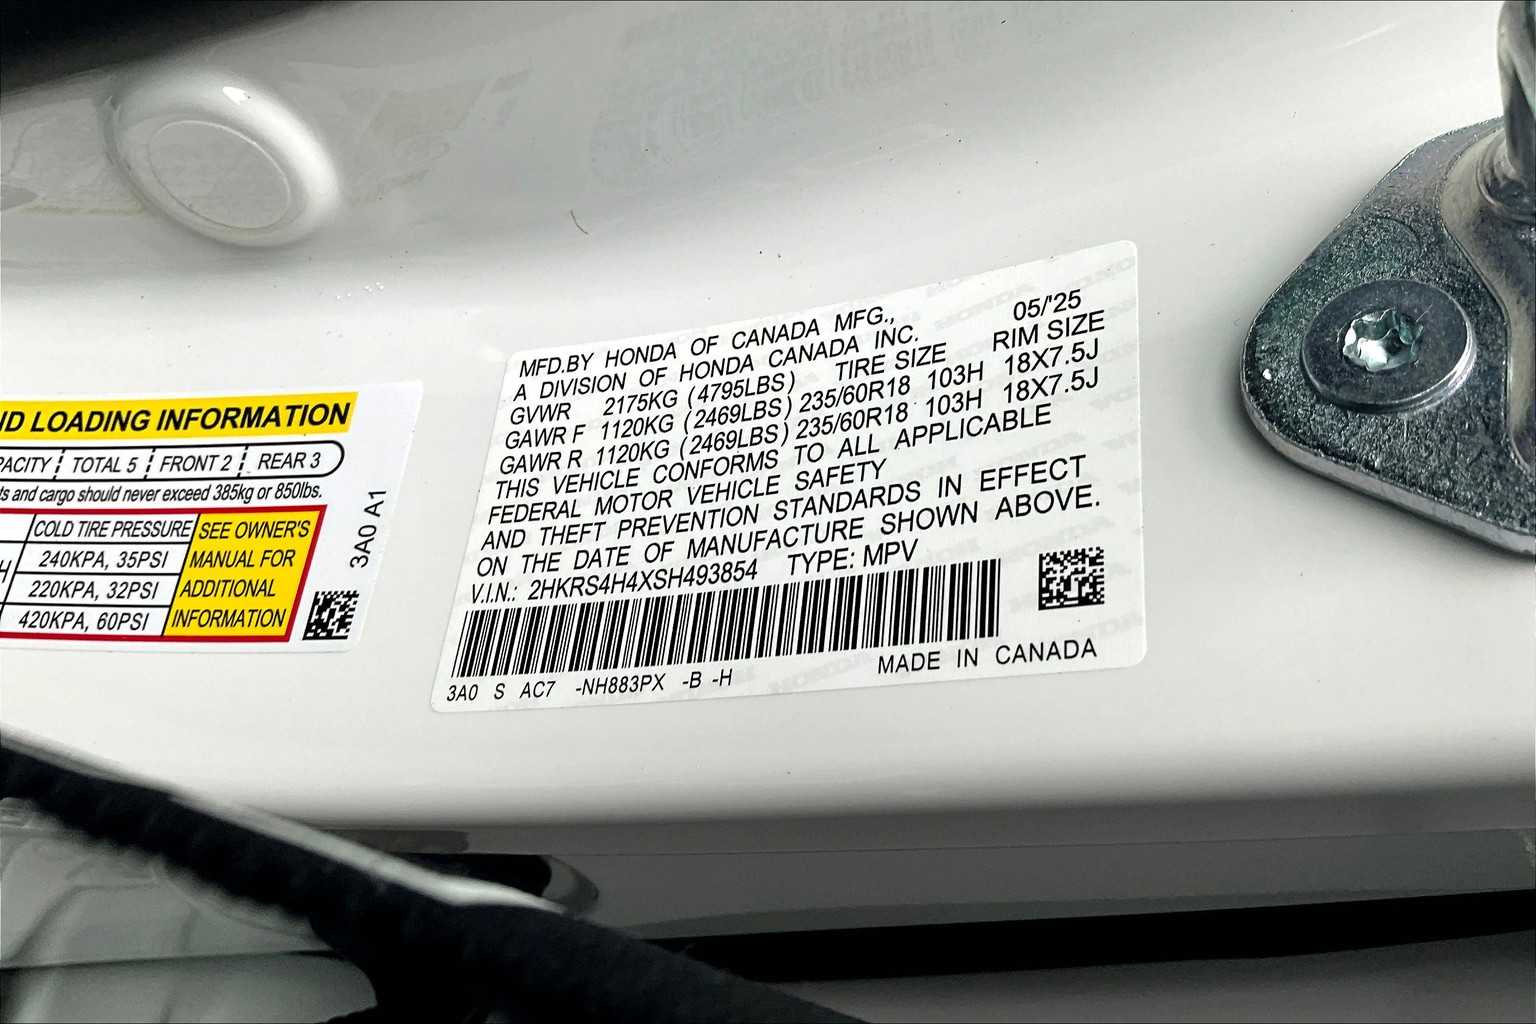 ND LOADING INFORMATION
TOTAL 5 FRONT 2 REAR 3
and cargo should never exceed 385kg or 850lbs.
COLD TIRE PRESSURE SEE OWNER'S
240KPA, 35PSI MANUAL FOR
220KPA, 32PSI ADDITIONAL
420KPA, 60PSI INFORMATION
3A0 A1
MFD.BY HONDA OF CANADA MFG., 05/'25
A DIVISION OF HONDA CANADA INC.
GVWR 2175KG (4795LBS) TIRE SIZE RIM SIZE
GAWR F 1120KG (2469LBS) 235/60R18 103H 18X7.5J
GAWR R 1120KG (2469LBS) 235/60R18 103H 18X7.5J
THIS VEHICLE CONFORMS TO ALL APPLICABLE
FEDERAL MOTOR VEHICLE SAFETY
AND THEFT PREVENTION STANDARDS IN EFFECT
ON THE DATE OF MANUFACTURE SHOWN ABOVE.
V.I.N.: 2HKRS4H4XSH493854 TYPE: MPV
3A0 S AC7 -NH883PX -B -H MADE IN CANADA